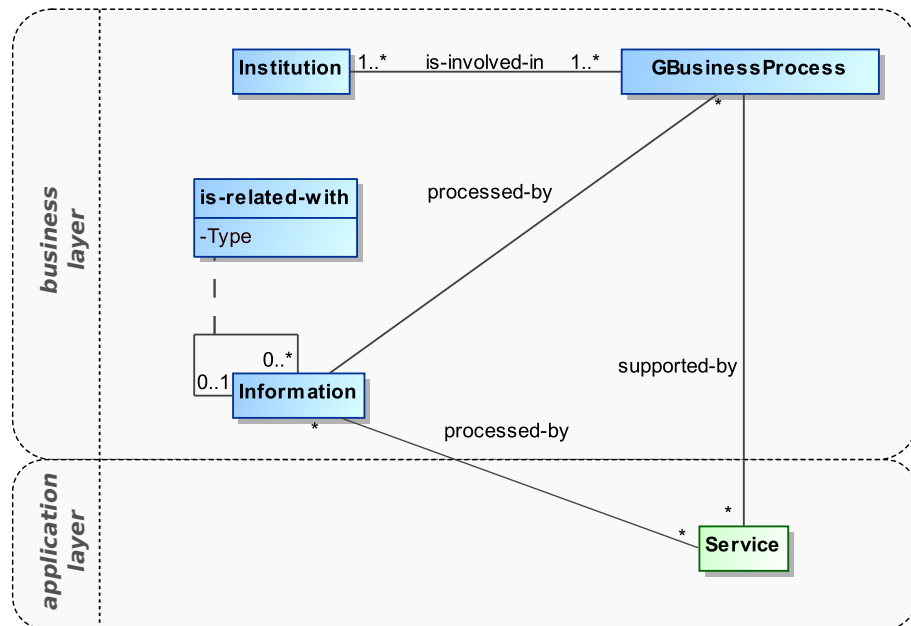 Institution
1..*
is-involved-in
1..*
GBusinessProcess
*
processed-by
is-related-with
-Type
business
layer
0..*
0..1
Information
*
supported-by
processed-by
application
layer
*
*
Service